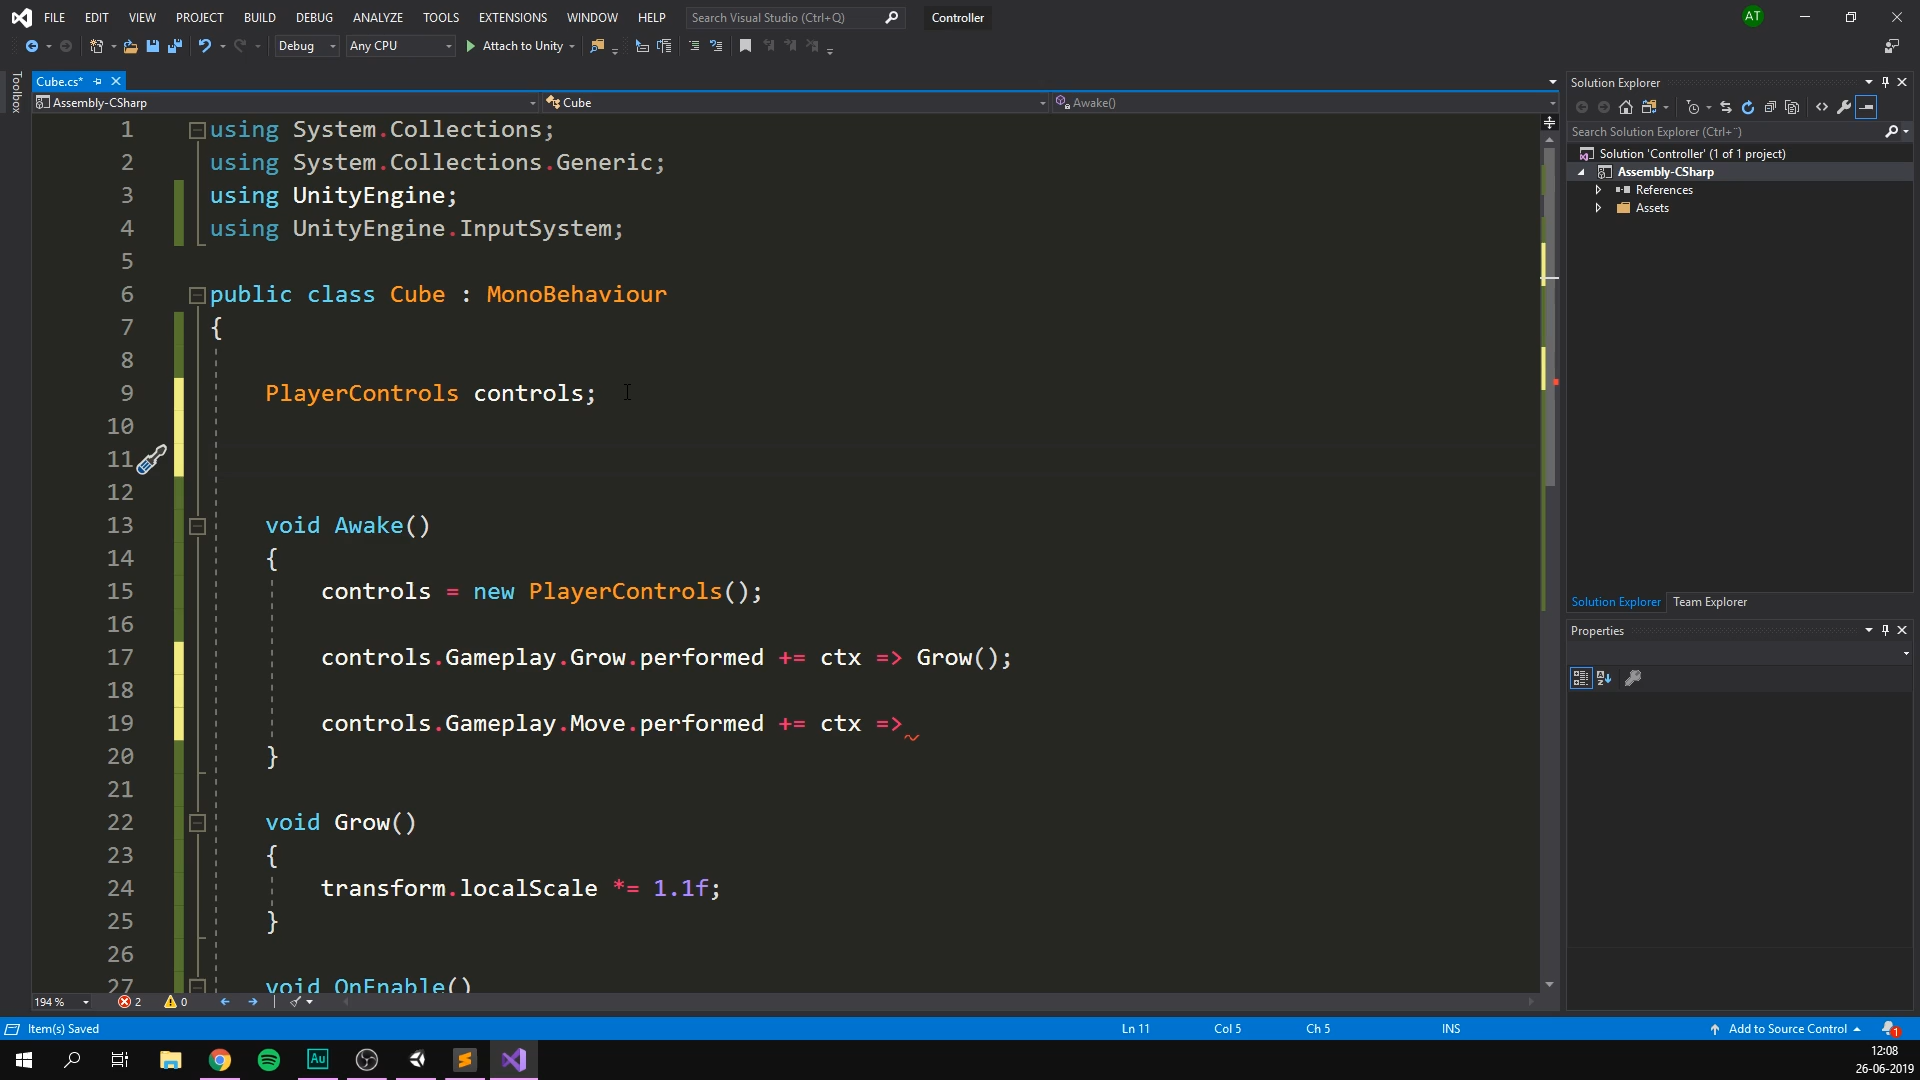 FILE EDIT VIEW PROJECT BUILD DEBUG ANALYZE TOOLS EXTENSIONS WINDOW HELP Search Visual Studio (Ctrl+Q) Controller AT
Debug Any CPU Attach to Unity
Toolbox
Cube.cs*
Assembly-CSharp Cube Awake()
1 using System.Collections;
2 using System.Collections.Generic;
3 using UnityEngine;
4 using UnityEngine.InputSystem;
5
6 public class Cube : MonoBehaviour
7 {
8
9 PlayerControls controls;
10
11
12
13 void Awake()
14 {
15 controls = new PlayerControls();
16
17 controls.Gameplay.Grow.performed += ctx => Grow();
18
19 controls.Gameplay.Move.performed += ctx =>
20 }
21
22 void Grow()
23 {
24 transform.localScale *= 1.1f;
25 }
26
27 void OnEnable()
194 % 2 0
Solution Explorer
Search Solution Explorer (Ctrl+¨)
Solution 'Controller' (1 of 1 project)
Assembly-CSharp
References
Assets
Solution Explorer Team Explorer
Properties
Item(s) Saved Ln 11 Col 5 Ch 5 INS Add to Source Control 1
Au
12:08
26-06-2019